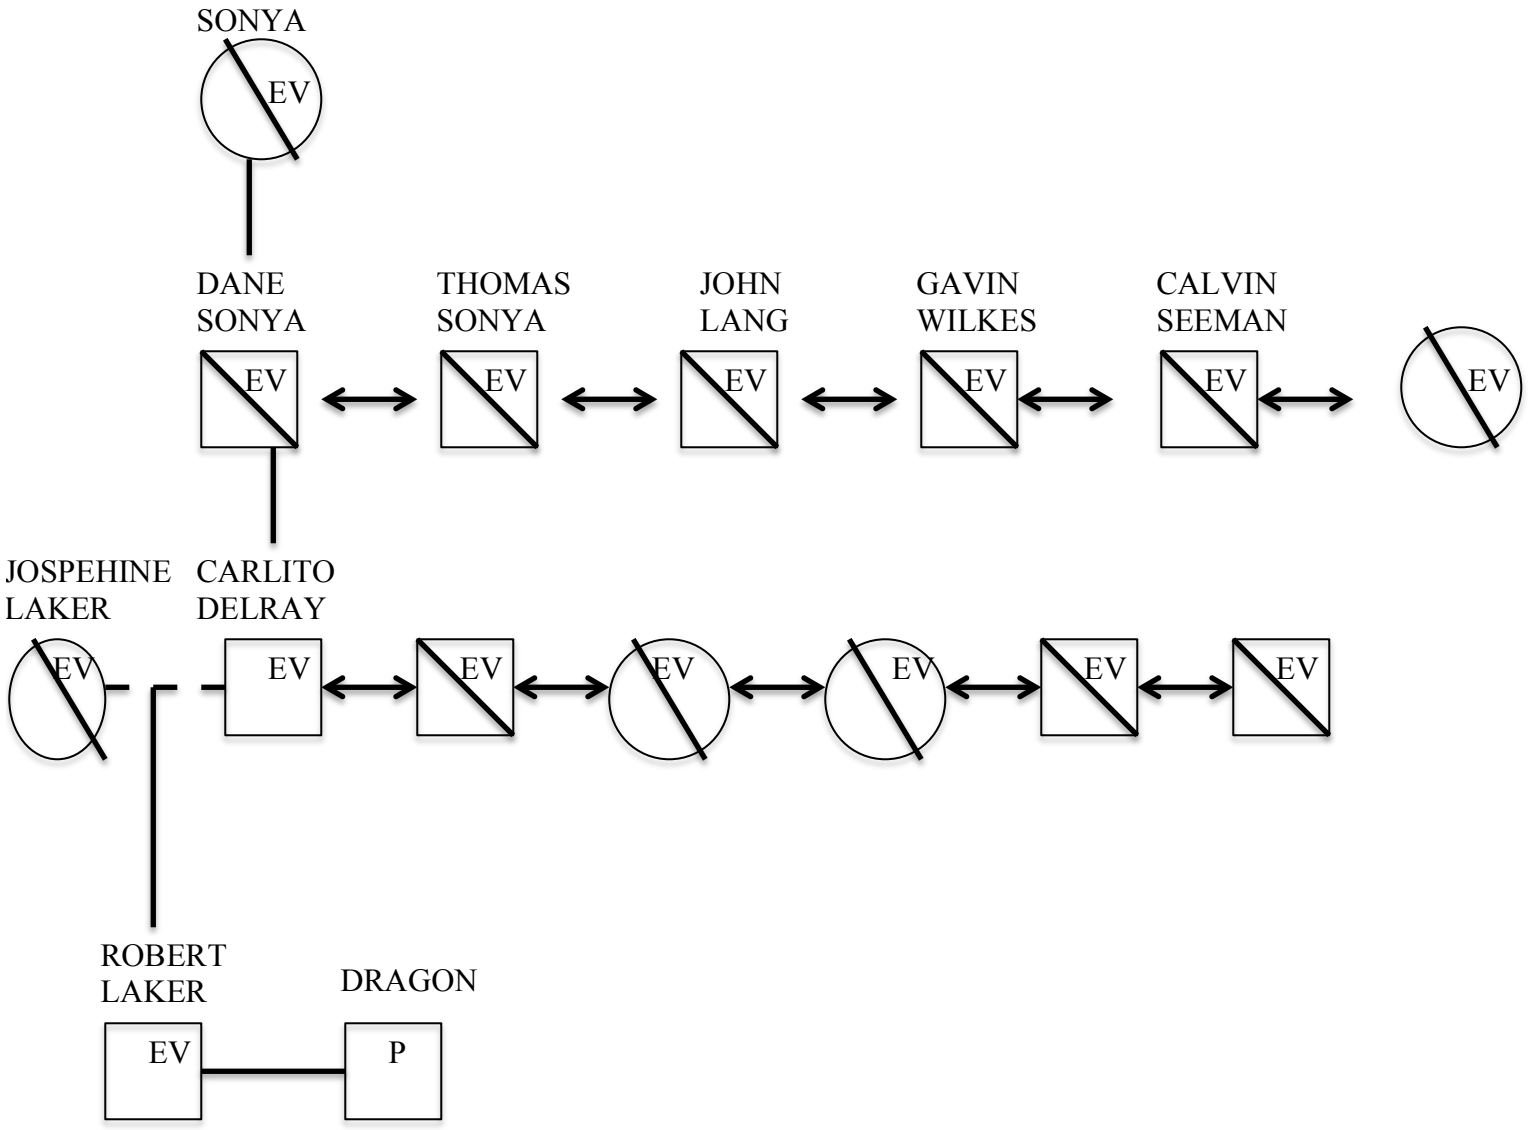 SONYA
EV
DANE
SONYA
THOMAS
SONYA
JOHN
LANG
GAVIN
WILKES
CALVIN
SEEMAN
EV
EV
EV
EV
EV
EV
JOSPEHINE
LAKER
CARLITO
DELRAY
EV
EV
EV
EV
EV
EV
EV
ROBERT
LAKER
DRAGON
EV
P